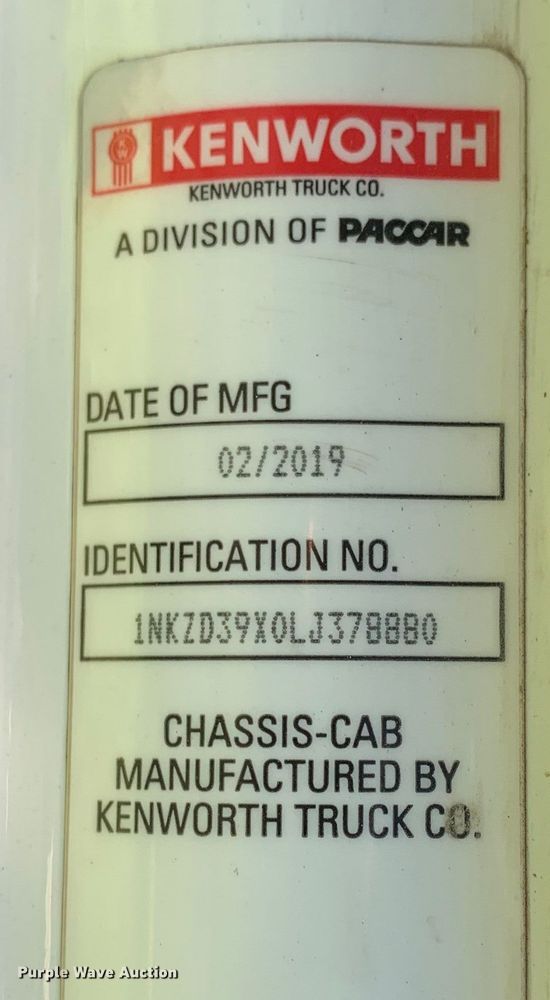 KENWORTH
KENWORTH TRUCK CO.
A DIVISION OF PACCAR
DATE OF MFG
02/2019
IDENTIFICATION NO.
1NKZD39X0LJ378880
CHASSIS-CAB
MANUFACTURED BY
KENWORTH TRUCK CO.
Purple Wave Auction